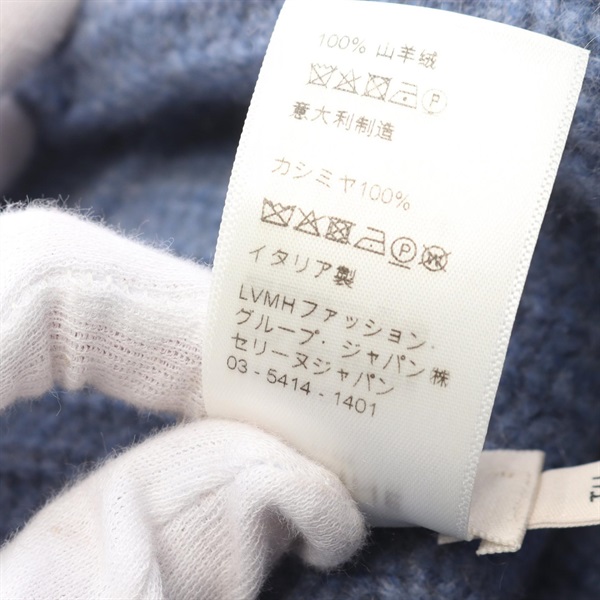 100% 山羊绒
P
意大利制造
カシミヤ100%
P W
イタリア製
LVMHファッション・
グループ・ジャパン株
セリーヌジャパン
03 - 5414 - 1401